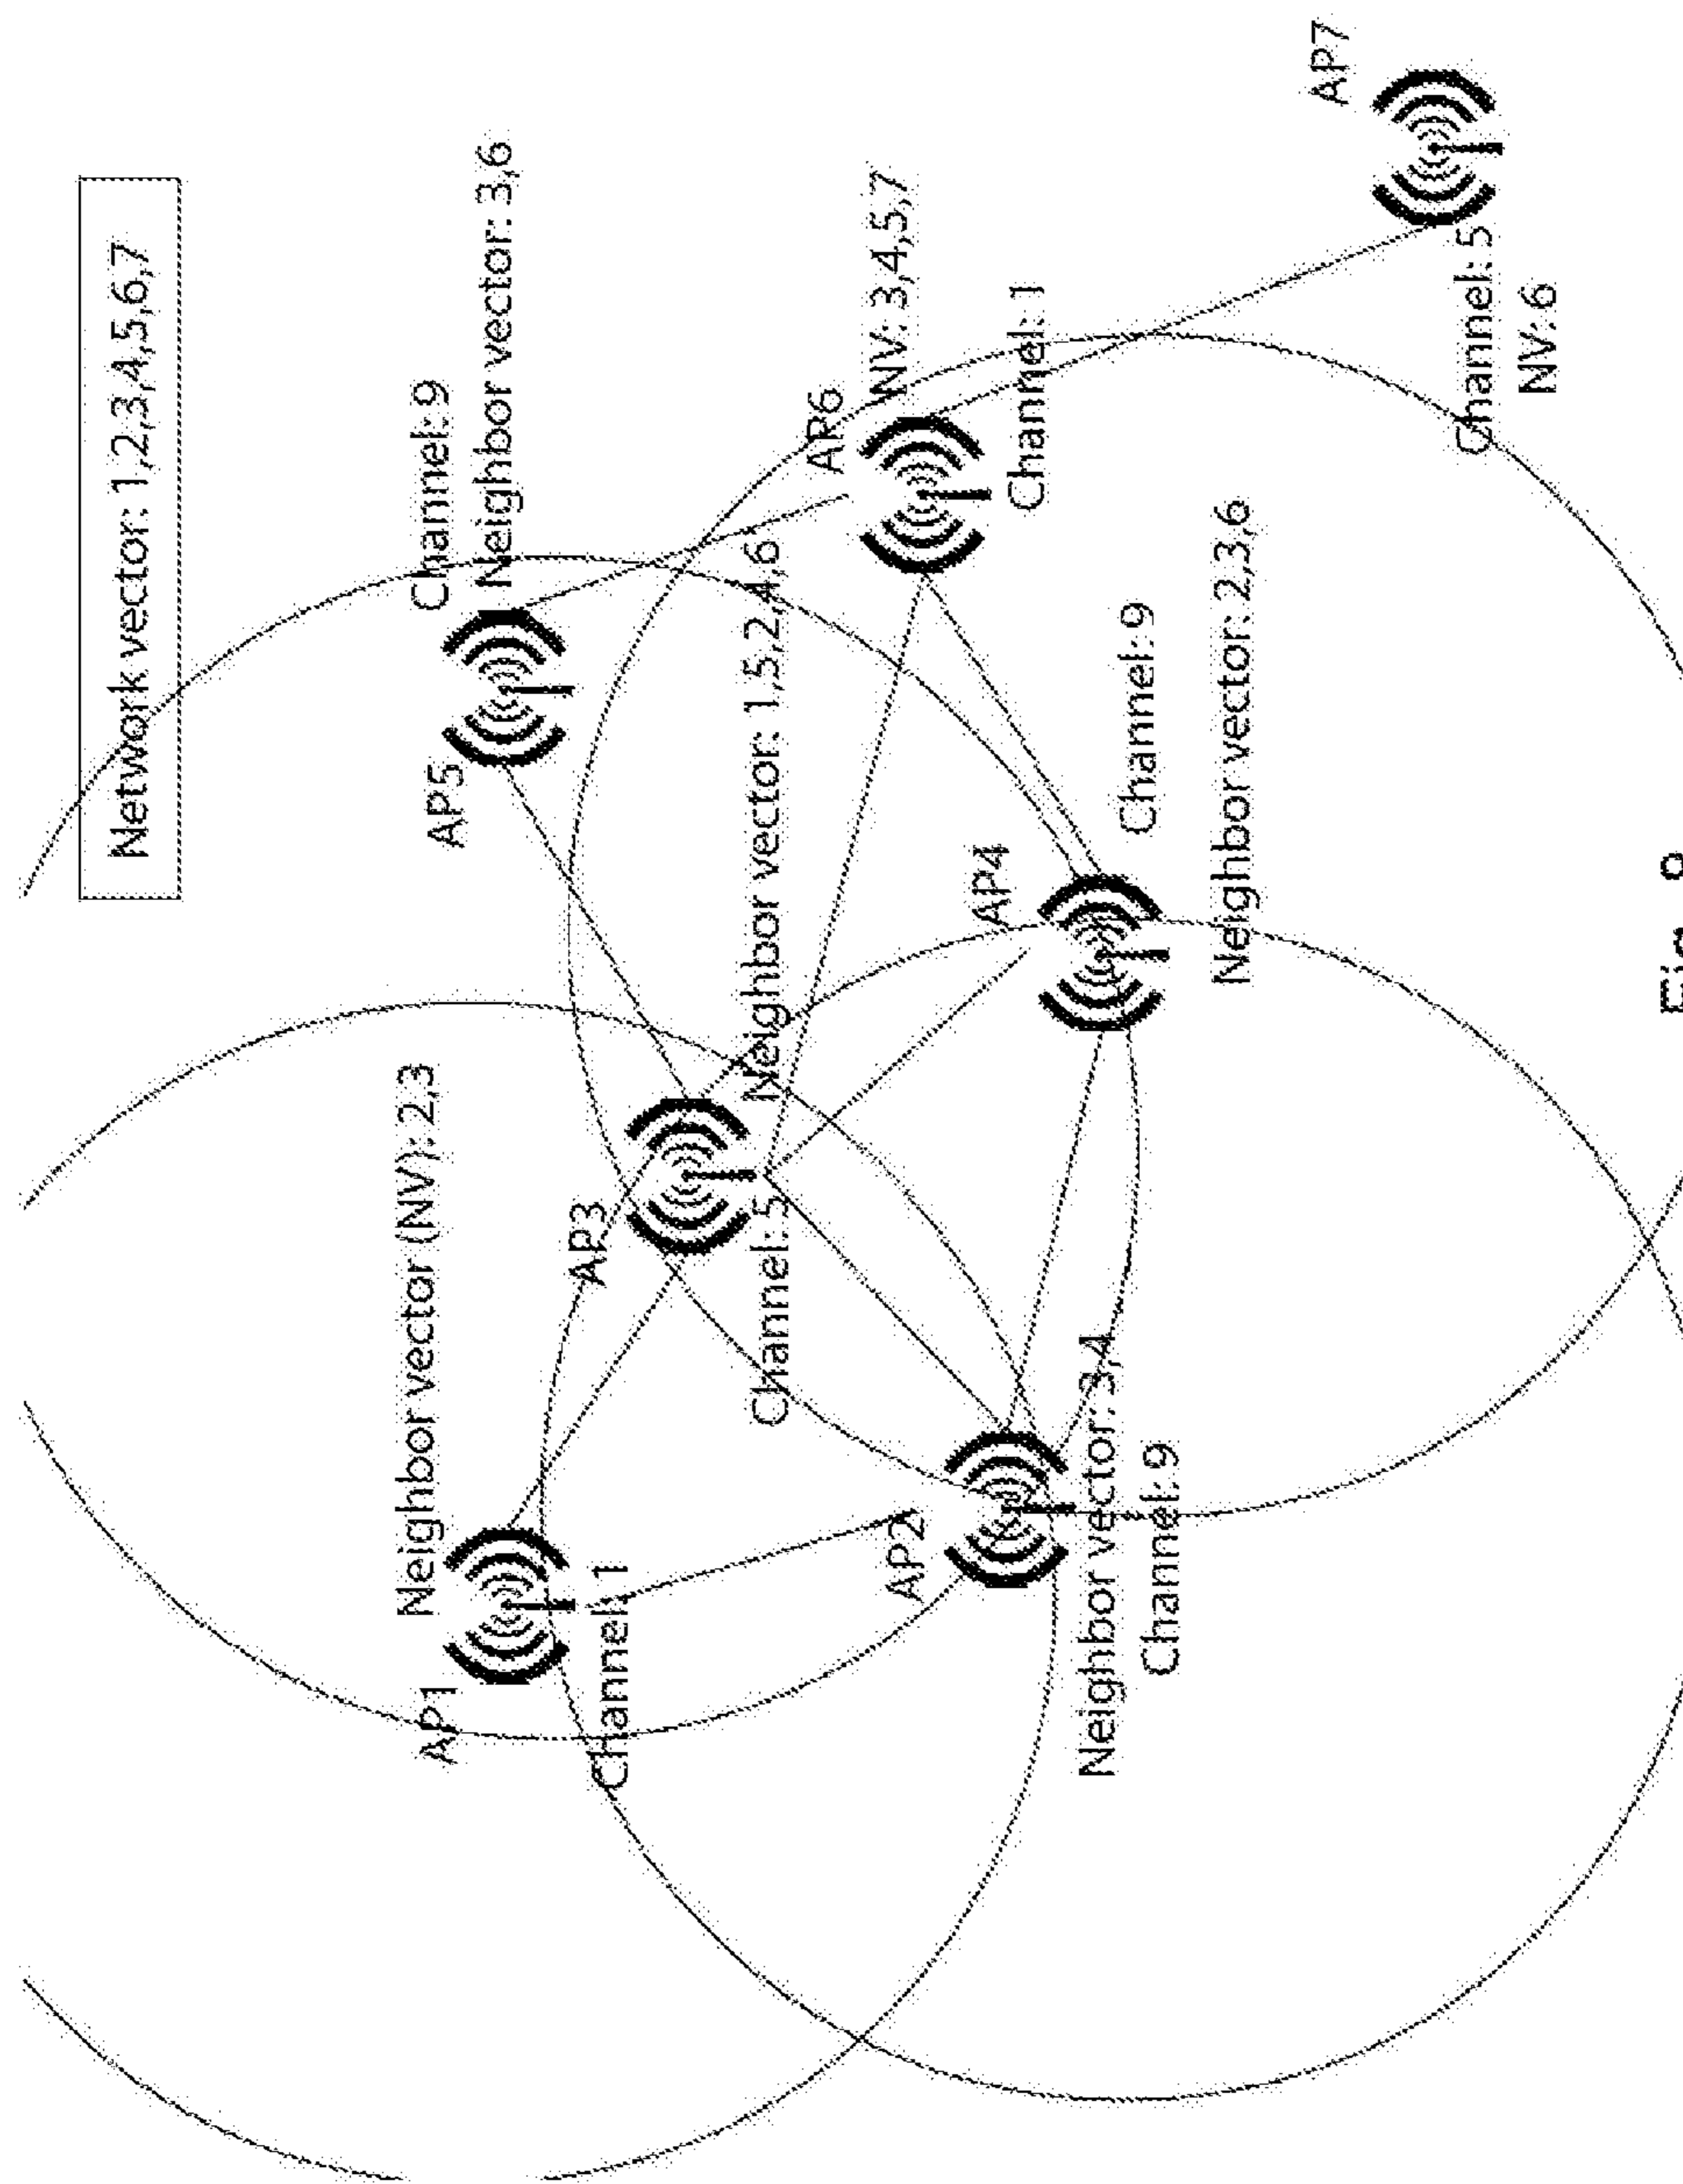 Network vector: 1,2,3,4,5,6,7
AP1
Neighbor vector (NV): 2,3
Channel: 1
AP5
Channel: 9
Neighbor vector: 3,6
AP3
Channel: 5
Neighbor vector: 1,5,2,4,6
AP6
NV: 3,4,5,7
Channel: 1
AP2
Neighbor vector: 3,4
Channel: 9
AP4
Channel: 9
Neighbor vector: 2,3,6
AP7
Channel: 5
NV: 6